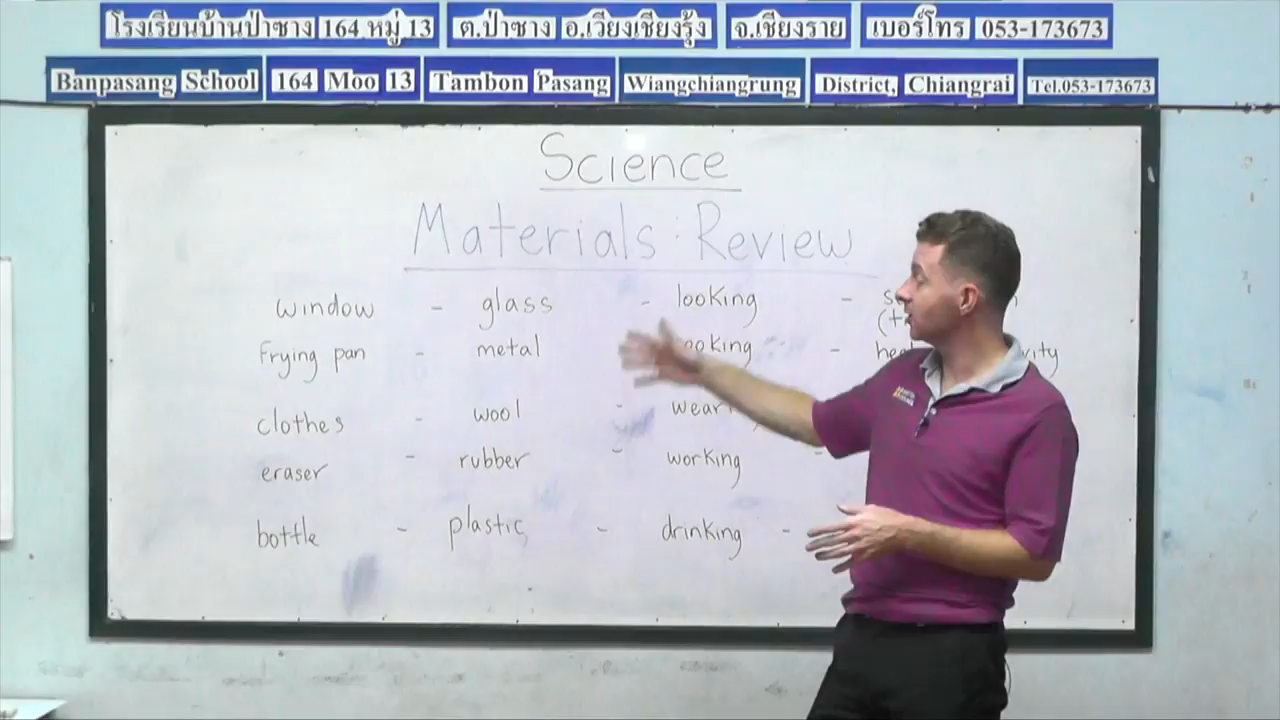 โรงเรียนบ้านป่าซาง 164 หมู่ 13 ต.ป่าซาง อ.เวียงเชียงรุ้ง จ.เชียงราย เบอร์โทร 053-173673
Banpasang School 164 Moo 13 Tambon Pasang Wiangchiangrung District, Chiangrai Tel.053-173673
Science
Materials: Review
window - glass - looking -
Frying pan - metal -
clothes - wool -
eraser - rubber - working -
bottle - plastic - drinking -